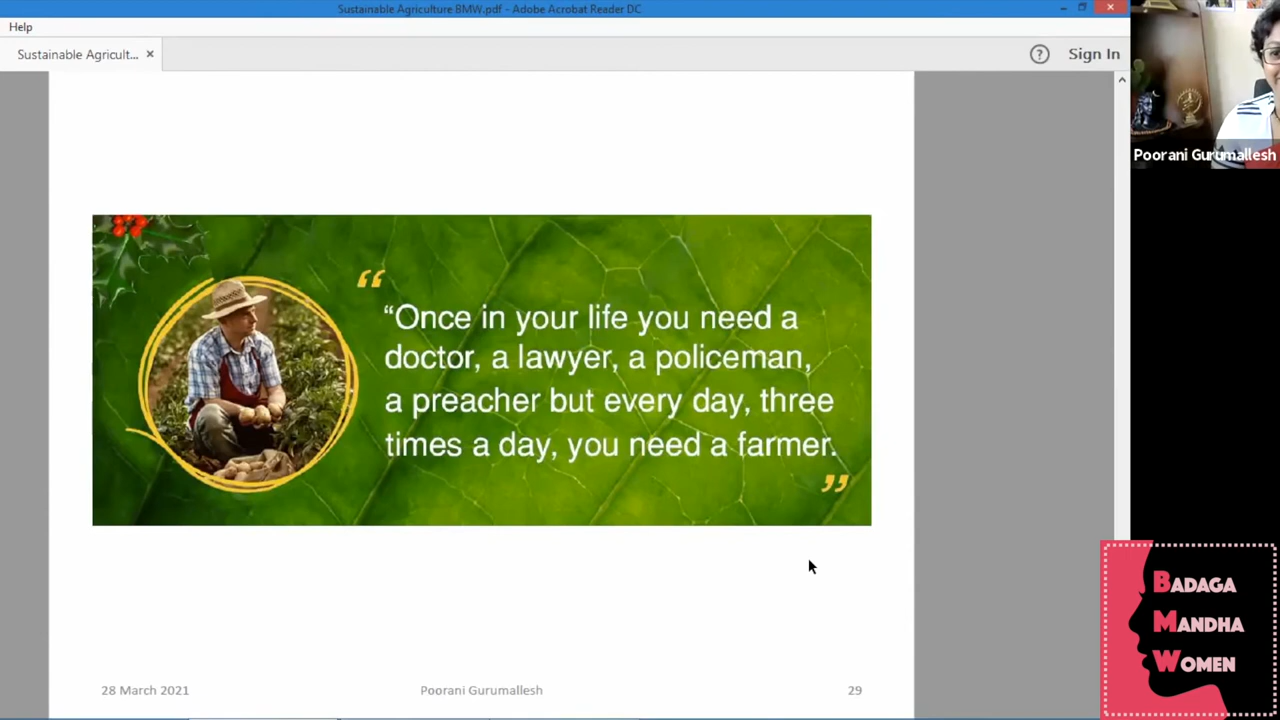 Sustainable Agriculture BMW.pdf - Adobe Acrobat Reader DC
Help
Sustainable Agricult...
Sign In
Poorani Gurumallesh
“
“Once in your life you need a
doctor, a lawyer, a policeman,
a preacher but every day, three
times a day, you need a farmer.
”
BADAGA
MANDHA
WOMEN
28 March 2021
Poorani Gurumallesh
29